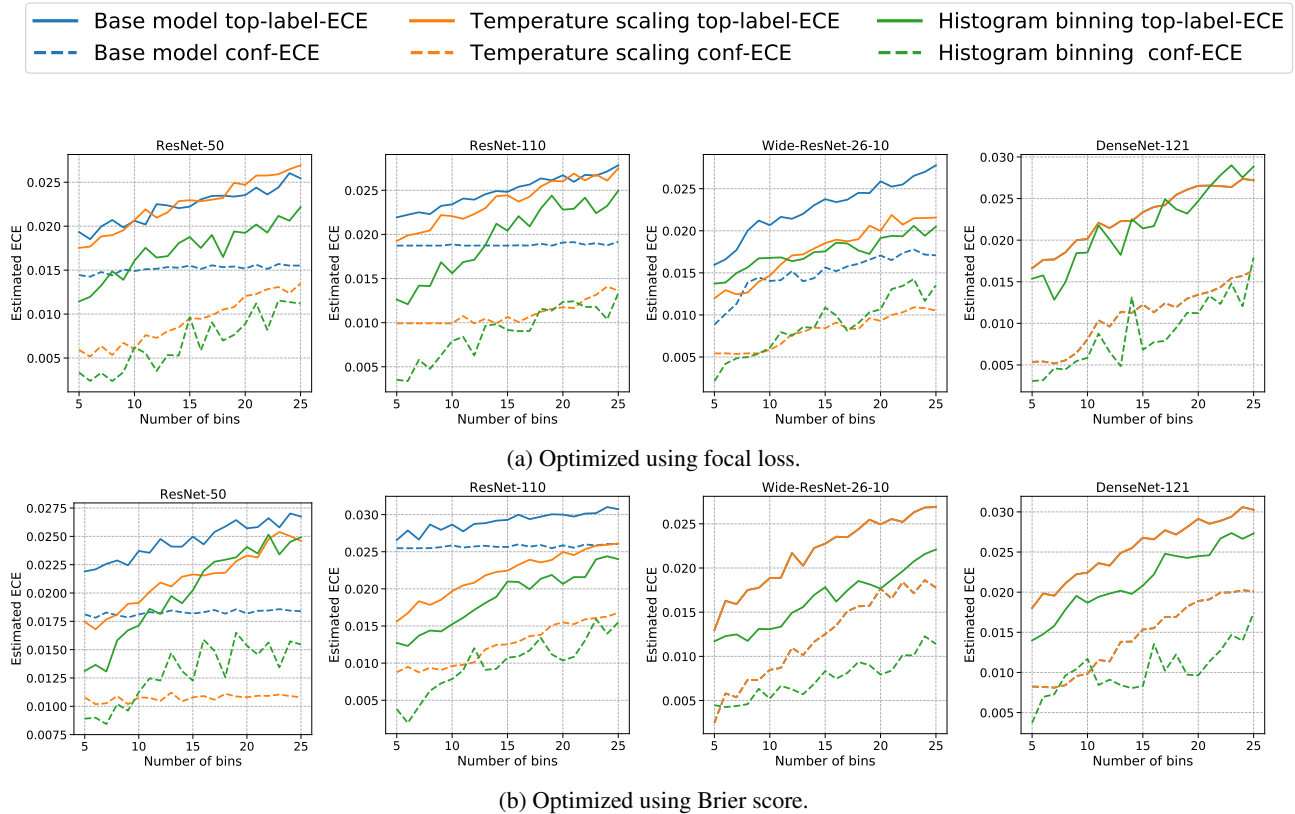 Base model top-label-ECE
Temperature scaling top-label-ECE
Histogram binning top-label-ECE
Base model conf-ECE
Temperature scaling conf-ECE
Histogram binning conf-ECE
ResNet-50
Estimated ECE
0.025
0.020
0.015
0.010
0.005
5 10 15 20 25
Number of bins
ResNet-110
Estimated ECE
0.025
0.020
0.015
0.010
0.005
5 10 15 20 25
Number of bins
Wide-ResNet-26-10
Estimated ECE
0.025
0.020
0.015
0.010
0.005
5 10 15 20 25
Number of bins
DenseNet-121
Estimated ECE
0.030
0.025
0.020
0.015
0.010
0.005
5 10 15 20 25
Number of bins
(a) Optimized using focal loss.
ResNet-50
Estimated ECE
0.0275
0.0250
0.0225
0.0200
0.0175
0.0150
0.0125
0.0100
0.0075
5 10 15 20 25
Number of bins
ResNet-110
Estimated ECE
0.030
0.025
0.020
0.015
0.010
0.005
5 10 15 20 25
Number of bins
Wide-ResNet-26-10
Estimated ECE
0.025
0.020
0.015
0.010
0.005
5 10 15 20 25
Number of bins
DenseNet-121
Estimated ECE
0.030
0.025
0.020
0.015
0.010
0.005
5 10 15 20 25
Number of bins
(b) Optimized using Brier score.